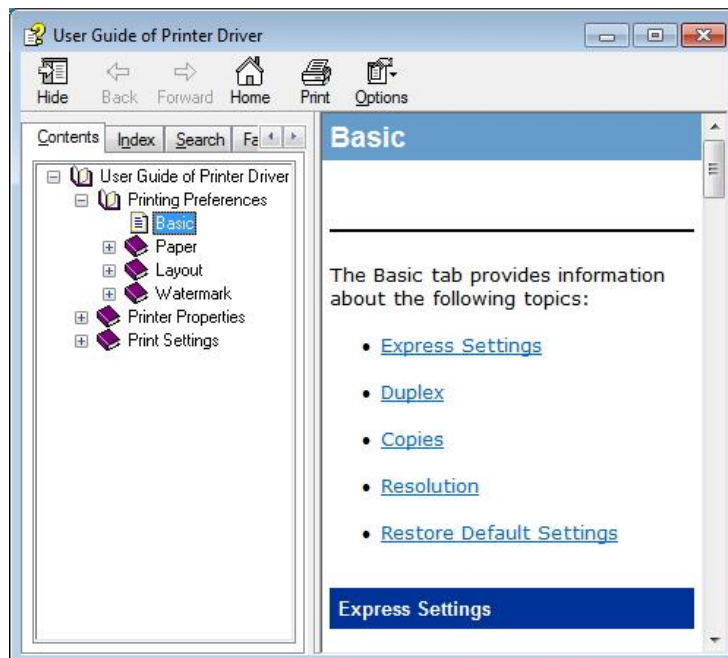 User Guide of Printer Driver
Hide Back Forward Home Print Options
Contents Index Search Fa
User Guide of Printer Driver
Printing Preferences
Basic
Paper
Layout
Watermark
Printer Properties
Print Settings
Basic
The Basic tab provides information
about the following topics:
• Express Settings
• Duplex
• Copies
• Resolution
• Restore Default Settings
Express Settings